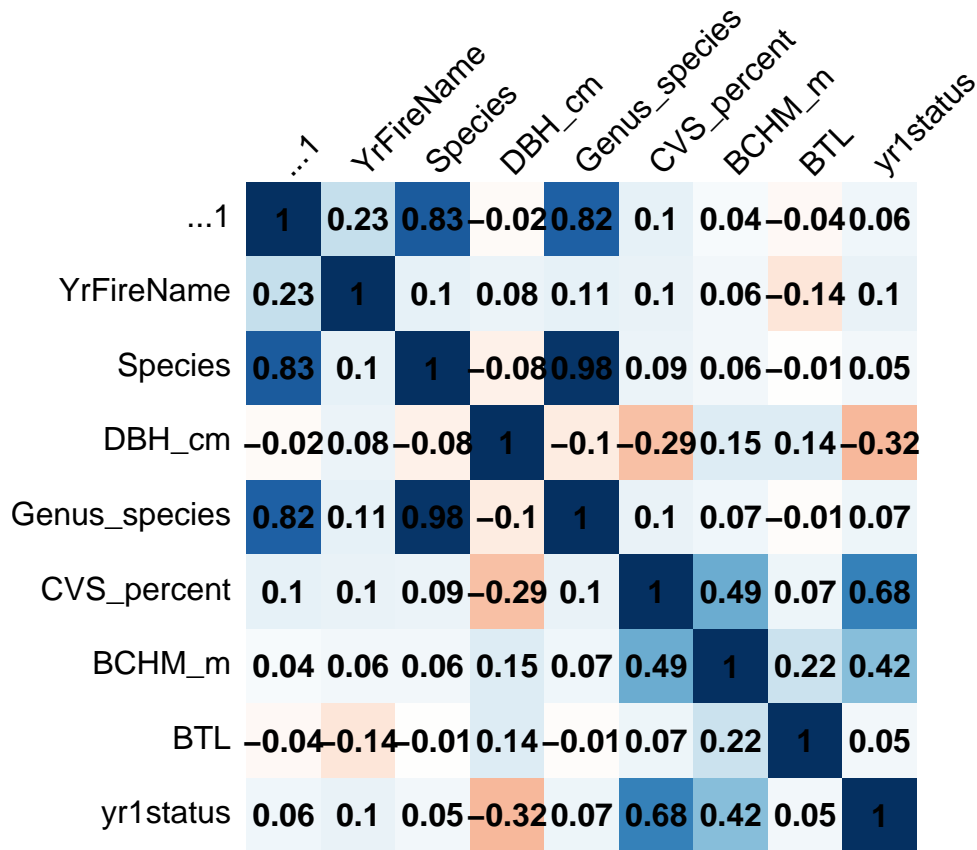 ...1 YrFireName Species DBH_cm Genus_species CVS_percent BCHM_m BTL yr1status
...1 1 0.23 0.83 −0.02 0.82 0.1 0.04 −0.04 0.06
YrFireName 0.23 1 0.1 0.08 0.11 0.1 0.06 −0.14 0.1
Species 0.83 0.1 1 −0.08 0.98 0.09 0.06 −0.01 0.05
DBH_cm −0.02 0.08 −0.08 1 −0.1 −0.29 0.15 0.14 −0.32
Genus_species 0.82 0.11 0.98 −0.1 1 0.1 0.07 −0.01 0.07
CVS_percent 0.1 0.1 0.09 −0.29 0.1 1 0.49 0.07 0.68
BCHM_m 0.04 0.06 0.06 0.15 0.07 0.49 1 0.22 0.42
BTL −0.04 −0.14 −0.01 0.14 −0.01 0.07 0.22 1 0.05
yr1status 0.06 0.1 0.05 −0.32 0.07 0.68 0.42 0.05 1